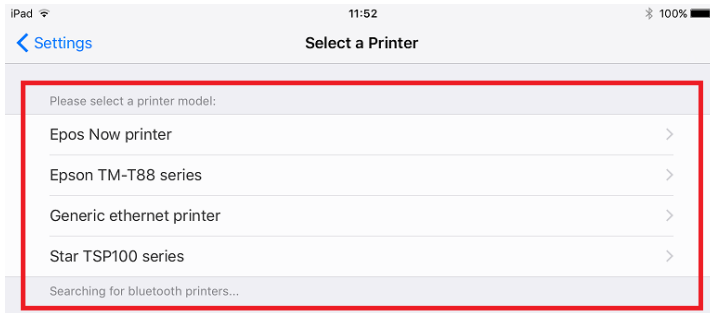 iPad 11:52 100%
Settings Select a Printer
Please select a printer model:
Epos Now printer
Epson TM-T88 series
Generic ethernet printer
Star TSP100 series
Searching for bluetooth printers...